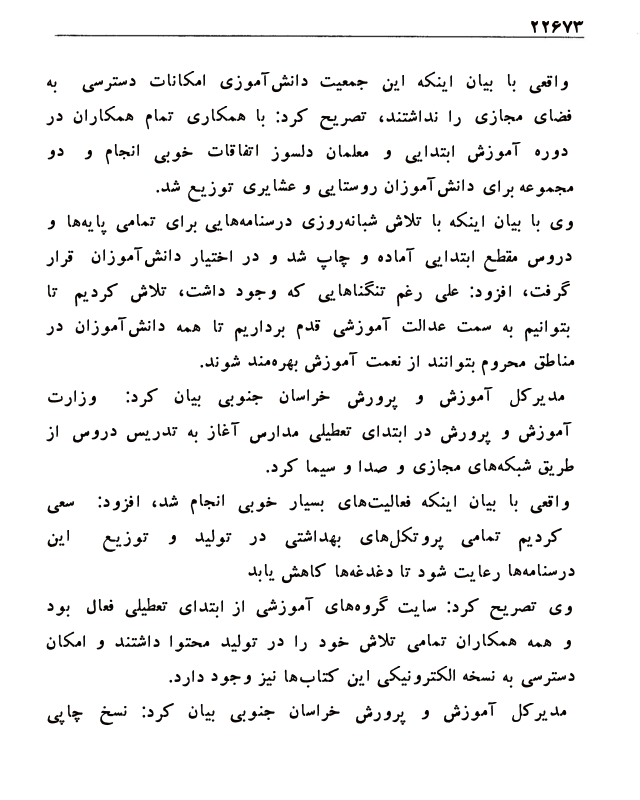 ۲۲۶۷۳
واقعی با بیان اینکه این جمعیت دانش‌آموزی امکانات دسترسی به
فضای مجازی را نداشتند، تصریح کرد: با همکاری تمام همکاران در
دوره آموزش ابتدایی و معلمان دلسوز اتفاقات خوبی انجام و دو
مجموعه برای دانش‌آموزان روستایی و عشایری توزیع شد.
وی با بیان اینکه با تلاش شبانه‌روزی درسنامه‌هایی برای تمامی پایه‌ها و
دروس مقطع ابتدایی آماده و چاپ شد و در اختیار دانش‌آموزان قرار
گرفت، افزود: علی رغم تنگناهایی که وجود داشت، تلاش کردیم تا
بتوانیم به سمت عدالت آموزشی قدم برداریم تا همه دانش‌آموزان در
مناطق محروم بتوانند از نعمت آموزش بهره‌مند شوند.
مدیرکل آموزش و پرورش خراسان جنوبی بیان کرد: وزارت
آموزش و پرورش در ابتدای تعطیلی مدارس آغاز به تدریس دروس از
طریق شبکه‌های مجازی و صدا و سیما کرد.
واقعی با بیان اینکه فعالیت‌های بسیار خوبی انجام شد، افزود: سعی
کردیم تمامی پروتکل‌های بهداشتی در تولید و توزیع این
درسنامه‌ها رعایت شود تا دغدغه‌ها کاهش یابد
وی تصریح کرد: سایت گروه‌های آموزشی از ابتدای تعطیلی فعال بود
و همه همکاران تمامی تلاش خود را در تولید محتوا داشتند و امکان
دسترسی به نسخه الکترونیکی این کتاب‌ها نیز وجود دارد.
مدیرکل آموزش و پرورش خراسان جنوبی بیان کرد: نسخ چاپی